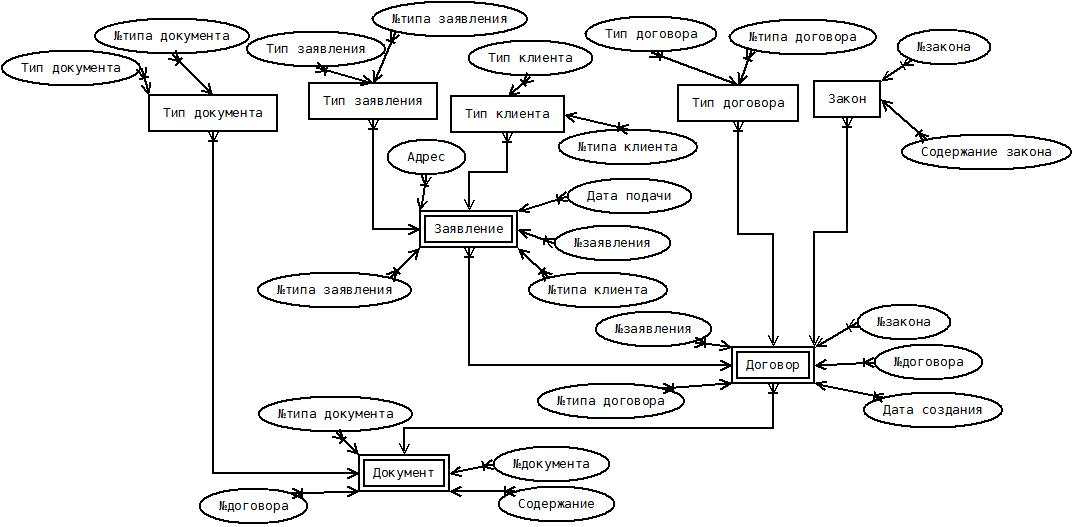 №типа заявления
№типа документа
Тип заявления
Тип договора
№типа договора
№закона
Тип документа
Тип клиента
Тип документа
Тип заявления
Тип клиента
Тип договора
Закон
№типа клиента
Содержание закона
Адрес
Дата подачи
Заявление
№заявления
№типа заявления
№типа клиента
№заявления
№закона
Договор
№договора
№типа договора
Дата создания
№типа документа
Документ
№документа
№договора
Содержание